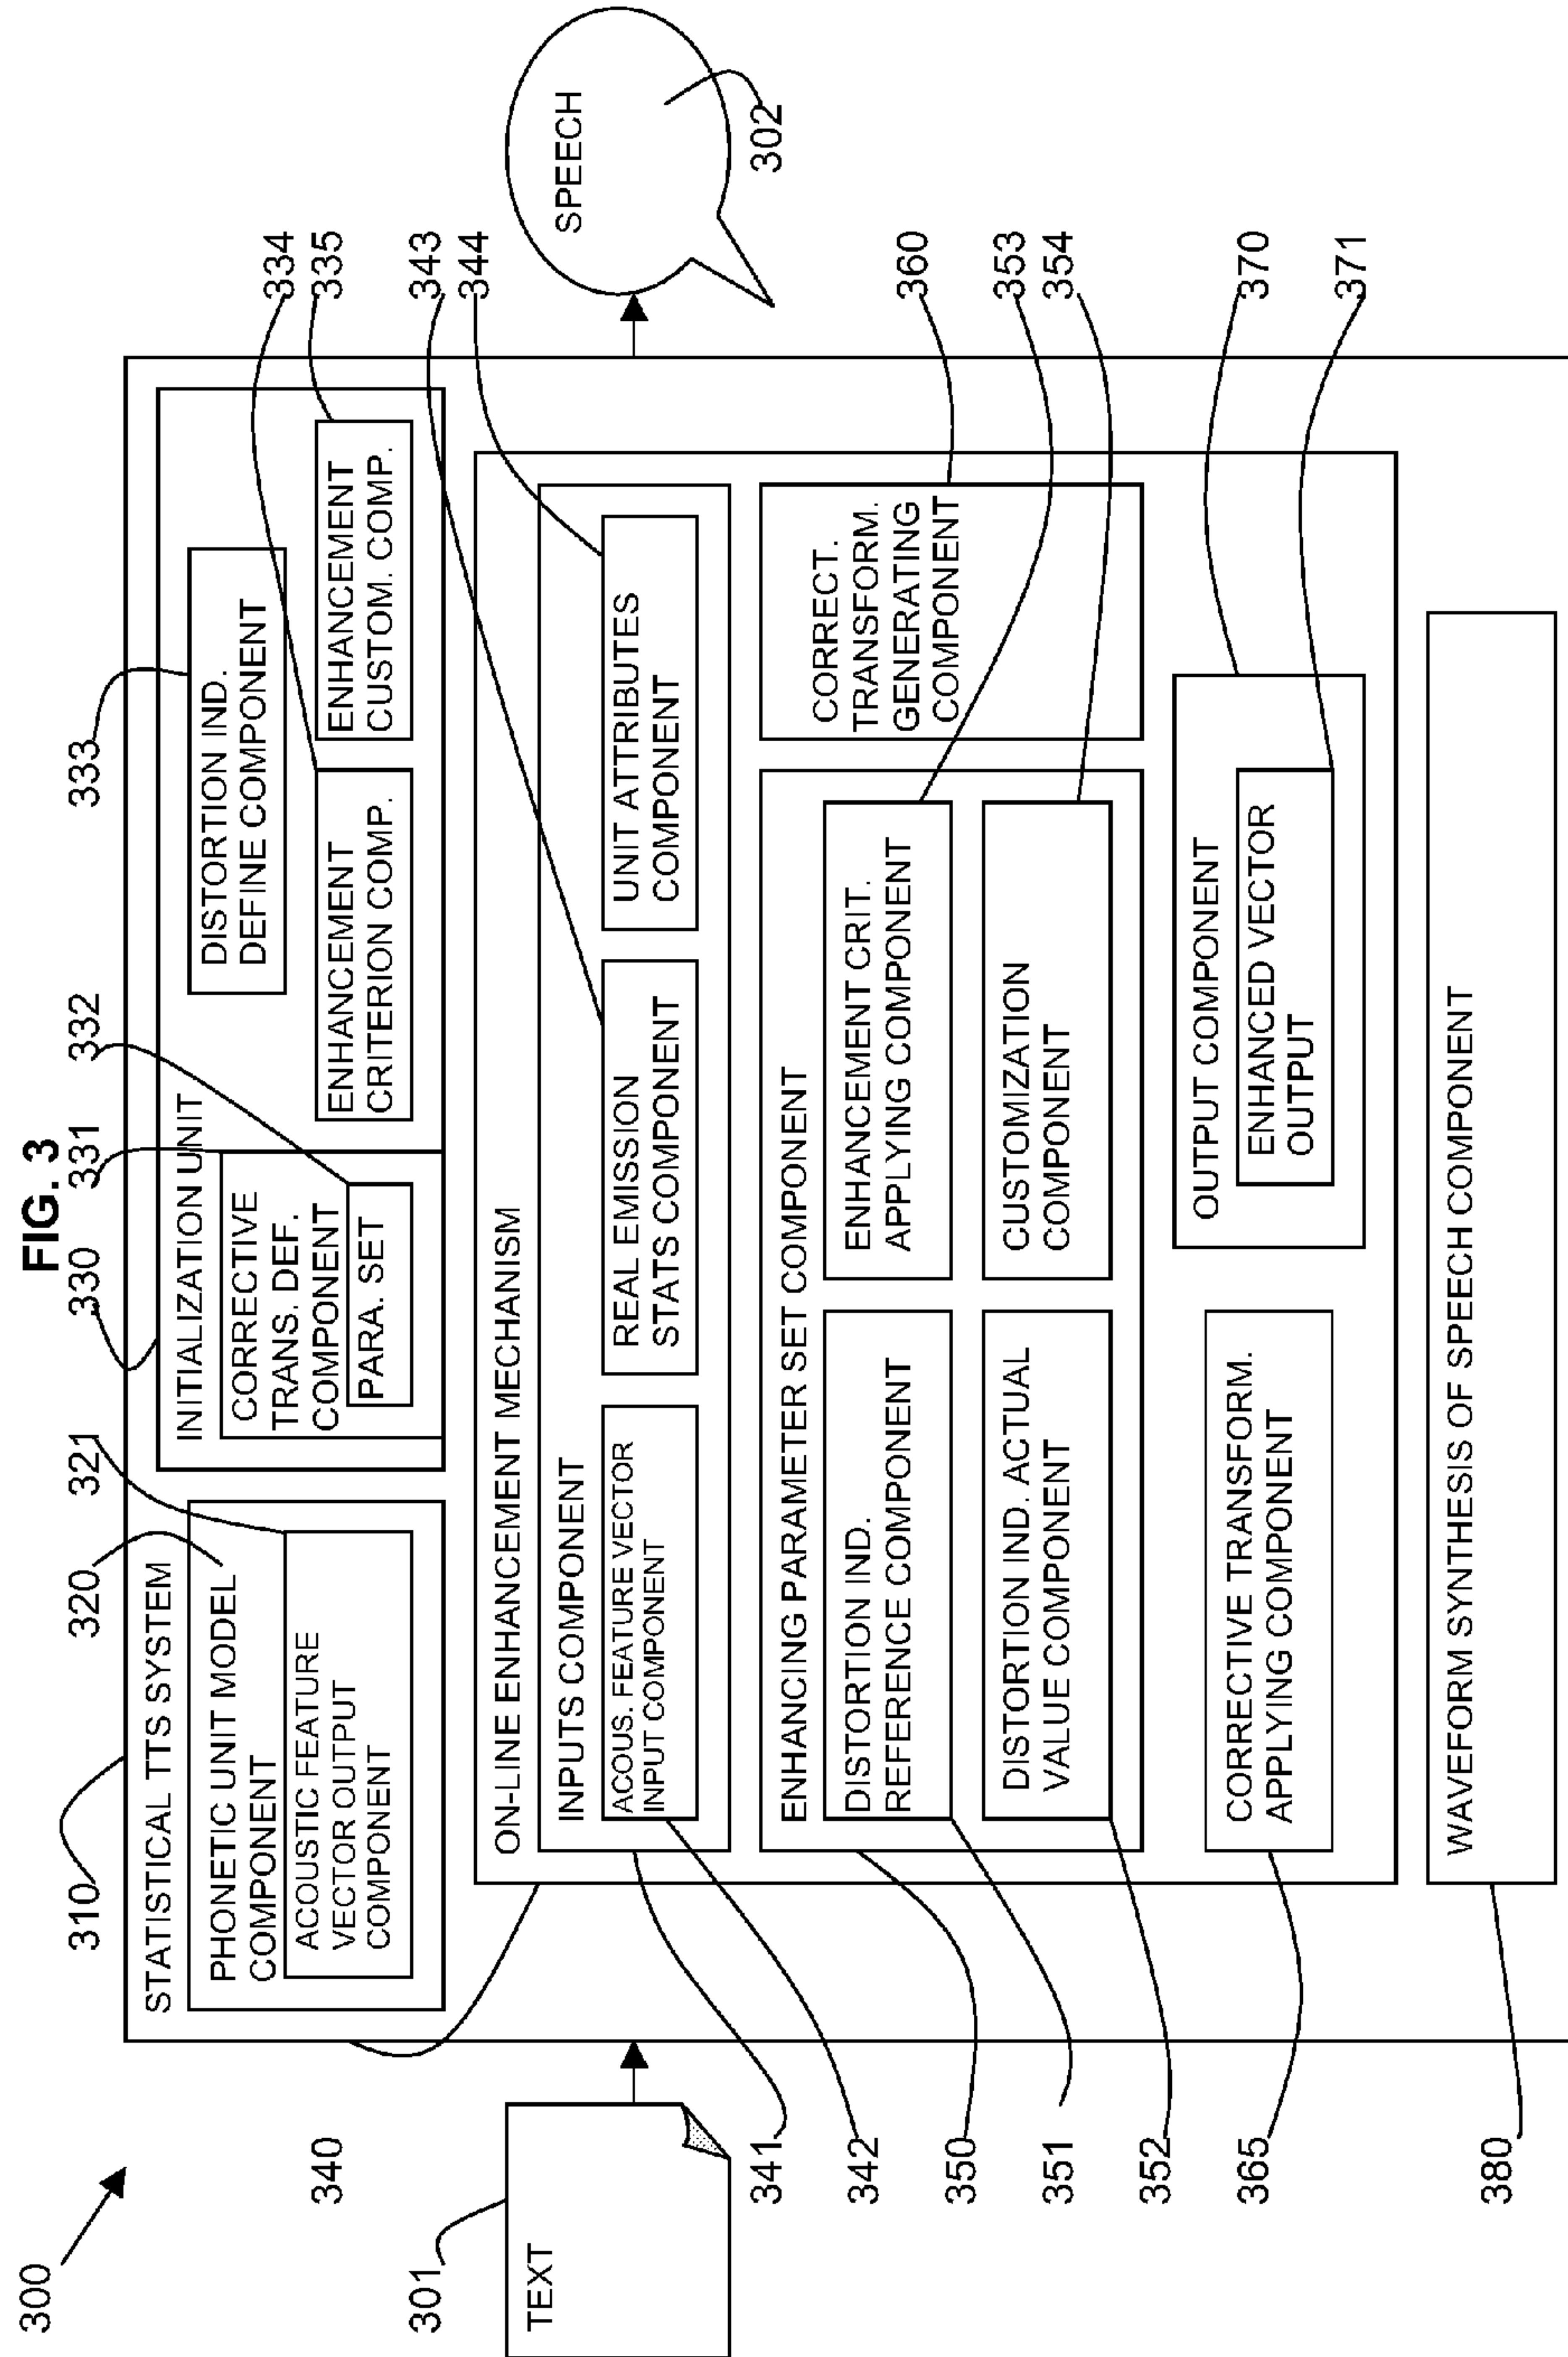 FIG. 3
300
310
320
321
330
331
332
333
334
335
343
344
STATISTICAL TTS SYSTEM
PHONETIC UNIT MODEL
COMPONENT
ACOUSTIC FEATURE
VECTOR OUTPUT
COMPONENT
INITIALIZATION UNIT
CORRECTIVE
TRANS. DEF.
COMPONENT
PARA. SET
DISTORTION IND.
DEFINE COMPONENT
ENHANCEMENT
CRITERION COMP.
ENHANCEMENT
CUSTOM. COMP.
340
301
TEXT
SPEECH
302
ON-LINE ENHANCEMENT MECHANISM
INPUTS COMPONENT
ACOUS. FEATURE VECTOR
INPUT COMPONENT
REAL EMISSION
STATS COMPONENT
UNIT ATTRIBUTES
COMPONENT
341
342
350
351
352
365
380
ENHANCING PARAMETER SET COMPONENT
DISTORTION IND.
REFERENCE COMPONENT
ENHANCEMENT CRIT.
APPLYING COMPONENT
DISTORTION IND. ACTUAL
VALUE COMPONENT
CUSTOMIZATION
COMPONENT
CORRECT.
TRANSFORM.
GENERATING
COMPONENT
360
353
354
370
371
CORRECTIVE TRANSFORM.
APPLYING COMPONENT
OUTPUT COMPONENT
ENHANCED VECTOR
OUTPUT
WAVEFORM SYNTHESIS OF SPEECH COMPONENT